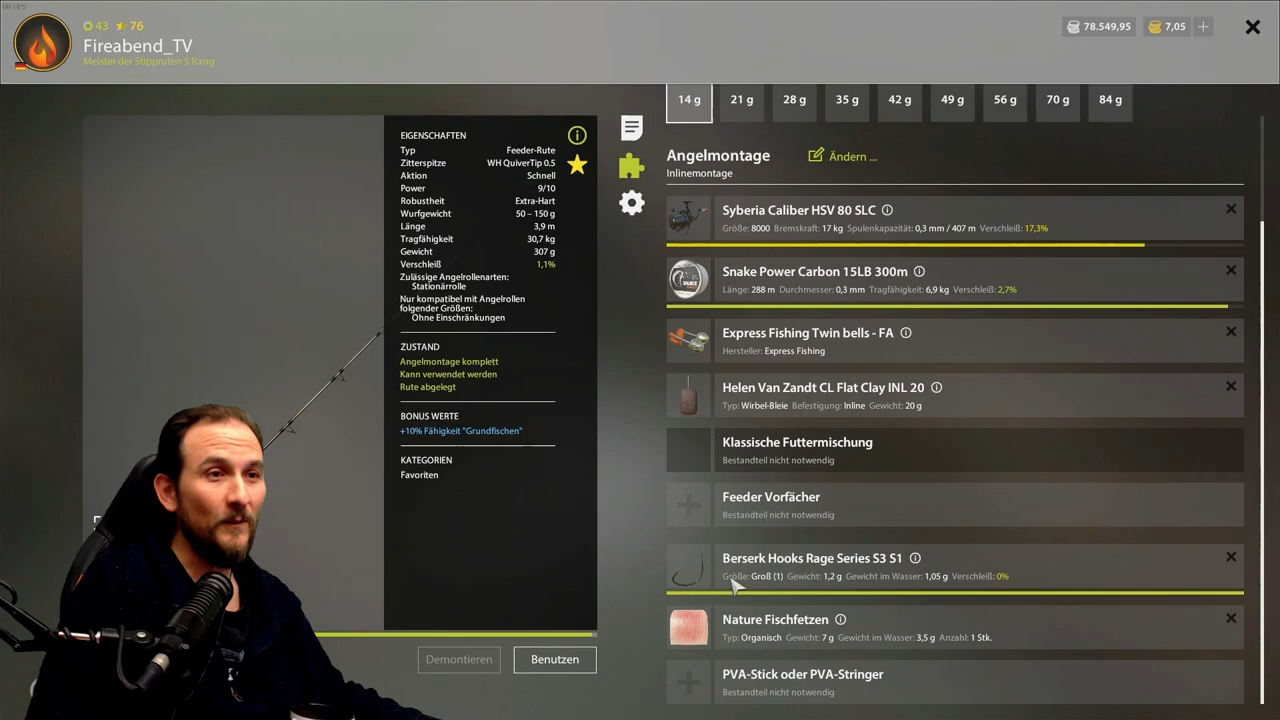 43 76
Fireabend_TV
Meister der Stippruten 5 Rang
78.549,95
7,05
14 g
21 g
28 g
35 g
42 g
49 g
56 g
70 g
84 g
EIGENSCHAFTEN
Typ Feeder-Rute
Zitterspitze WH QuiverTip 0.5
Aktion Schnell
Power 9/10
Robustheit Extra-Hart
Wurfgewicht 50 – 150 g
Länge 3,9 m
Tragfähigkeit 30,7 kg
Gewicht 307 g
Verschleiß 1,1%
Zulässige Angelrollenarten:
Stationärrolle
Nur kompatibel mit Angelrollen
folgender Größen:
Ohne Einschränkungen
ZUSTAND
Angelmontage komplett
Kann verwendet werden
Rute abgelegt
BONUS WERTE
+10% Fähigkeit "Grundfischen"
KATEGORIEN
Favoriten
Demontieren
Benutzen
Angelmontage
Ändern ...
Inlinemontage
Syberia Caliber HSV 80 SLC
Größe: 8000 Bremskraft: 17 kg Spulenkapazität: 0,3 mm / 407 m Verschleiß: 17,3%
Snake Power Carbon 15LB 300m
Länge: 288 m Durchmesser: 0,3 mm Tragfähigkeit: 6,9 kg Verschleiß: 2,7%
Express Fishing Twin bells - FA
Hersteller: Express Fishing
Helen Van Zandt CL Flat Clay INL 20
Typ: Wirbel-Bleie Befestigung: Inline Gewicht: 20 g
Klassische Futtermischung
Bestandteil nicht notwendig
Feeder Vorfächer
Bestandteil nicht notwendig
Berserk Hooks Rage Series S3 S1
Größe: Groß (1) Gewicht: 1,2 g Gewicht im Wasser: 1,05 g Verschleiß: 0%
Nature Fischfetzen
Typ: Organisch Gewicht: 7 g Gewicht im Wasser: 3,5 g Anzahl: 1 Stk.
PVA-Stick oder PVA-Stringer
Bestandteil nicht notwendig